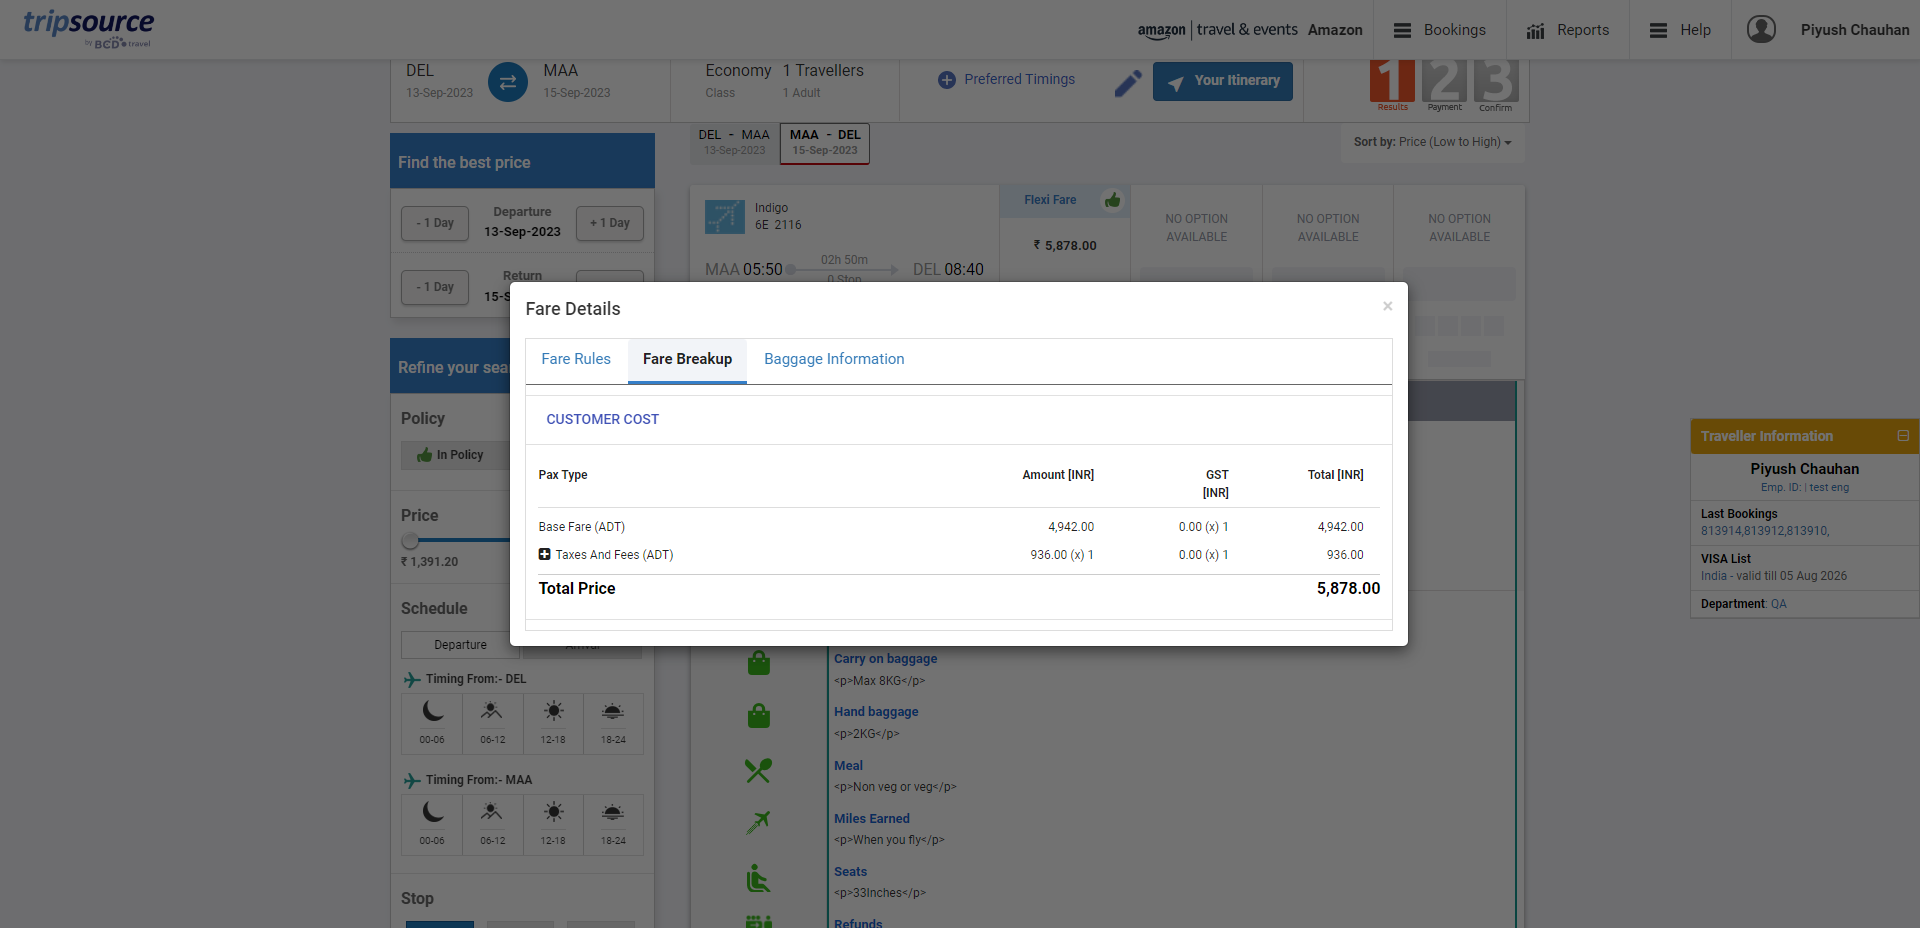 tripsource
by BCD travel
amazon | travel & events Amazon
Bookings
Reports
Help
Piyush Chauhan
DEL
13-Sep-2023
MAA
15-Sep-2023
Economy
Class
1 Travellers
1 Adult
Preferred Timings
Your Itinerary
1 2 3
Results Payment Confirm
DEL - MAA
13-Sep-2023
MAA - DEL
15-Sep-2023
Sort by: Price (Low to High)
Find the best price
- 1 Day
Departure
13-Sep-2023
+ 1 Day
- 1 Day
Return
15-S
Indigo
6E 2116
MAA 05:50
02h 50m
0 Stop
DEL 08:40
Flexi Fare
₹ 5,878.00
NO OPTION
AVAILABLE
NO OPTION
AVAILABLE
NO OPTION
AVAILABLE
Fare Details
×
Fare Rules
Fare Breakup
Baggage Information
CUSTOMER COST
Pax Type Amount [INR] GST [INR] Total [INR]
Base Fare (ADT) 4,942.00 0.00 (x) 1 4,942.00
Taxes And Fees (ADT) 936.00 (x) 1 0.00 (x) 1 936.00
Total Price 5,878.00
Refine your sea
Policy
In Policy
Price
₹ 1,391.20
Schedule
Departure
Arrival
Timing From:- DEL
00-06 06-12 12-18 18-24
Timing From:- MAA
00-06 06-12 12-18 18-24
Stop
Carry on baggage
<p>Max 8KG</p>
Hand baggage
<p>2KG</p>
Meal
<p>Non veg or veg</p>
Miles Earned
<p>When you fly</p>
Seats
<p>33Inches</p>
Refunds
Traveller Information
Piyush Chauhan
Emp. ID: | test eng
Last Bookings
813914,813912,813910,
VISA List
India - valid till 05 Aug 2026
Department: QA